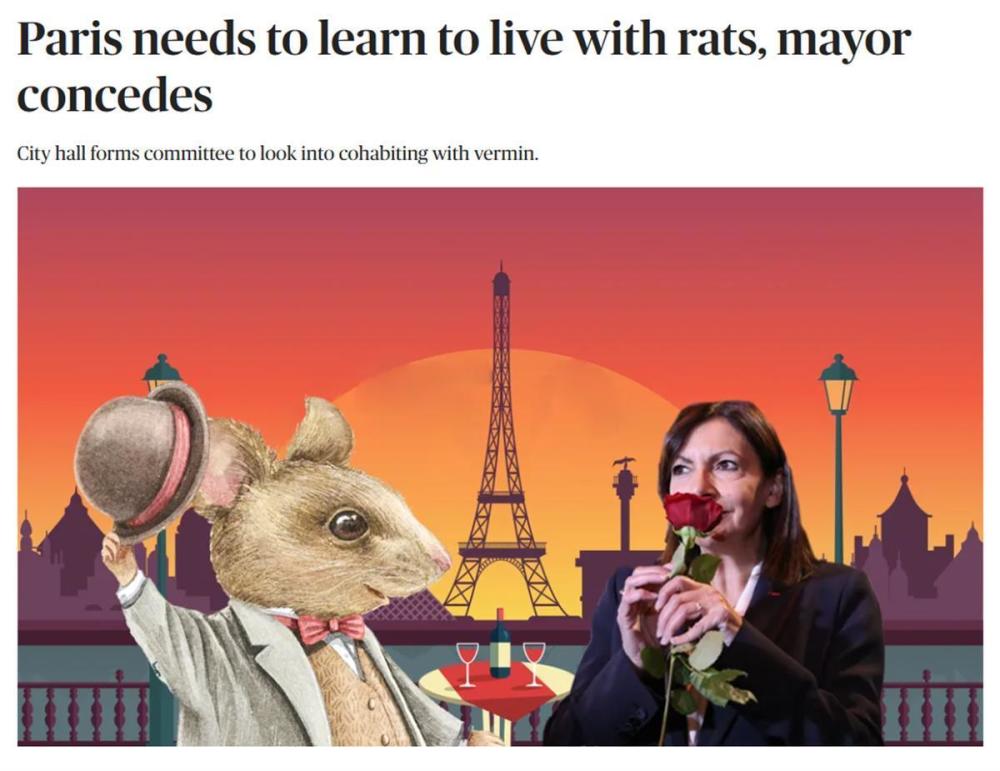 Paris needs to learn to live with rats, mayor
concedes
City hall forms committee to look into cohabiting with vermin.